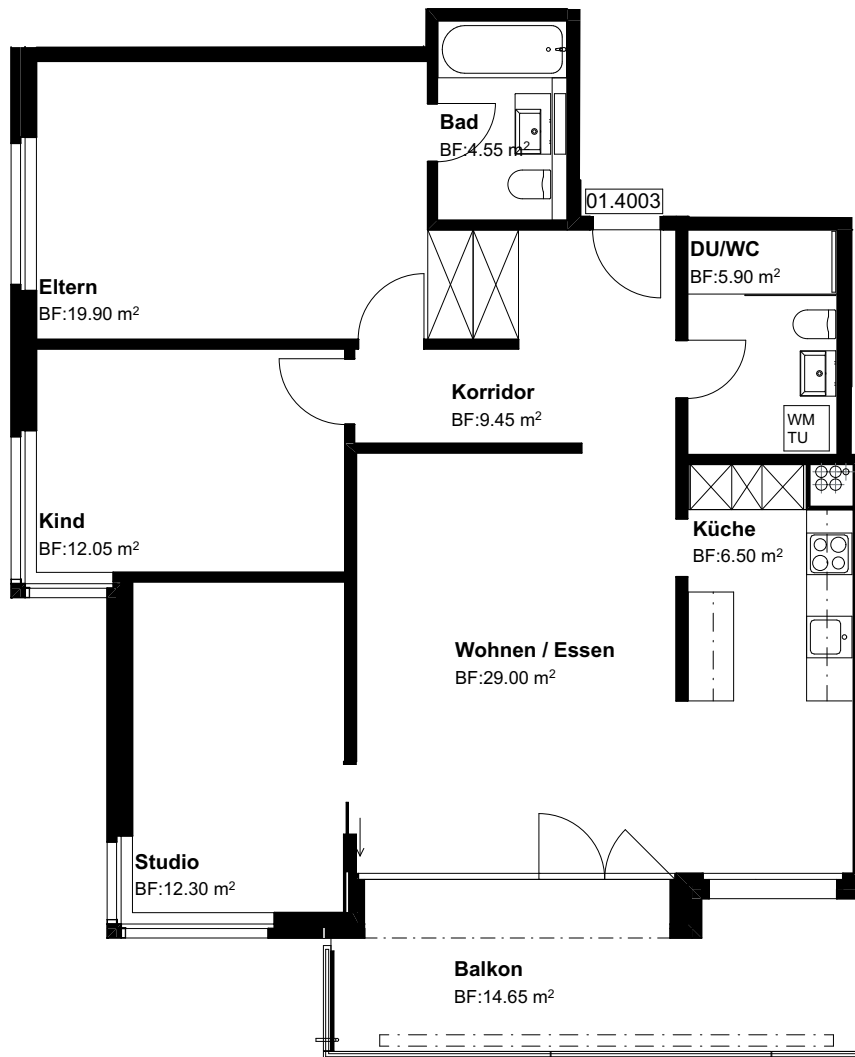 Bad
BF:4.55 m²
01.4003
DU/WC
BF:5.90 m²
Eltern
BF:19.90 m²
Korridor
BF:9.45 m²
WM
TU
Kind
BF:12.05 m²
Küche
BF:6.50 m²
Wohnen / Essen
BF:29.00 m²
Studio
BF:12.30 m²
Balkon
BF:14.65 m²